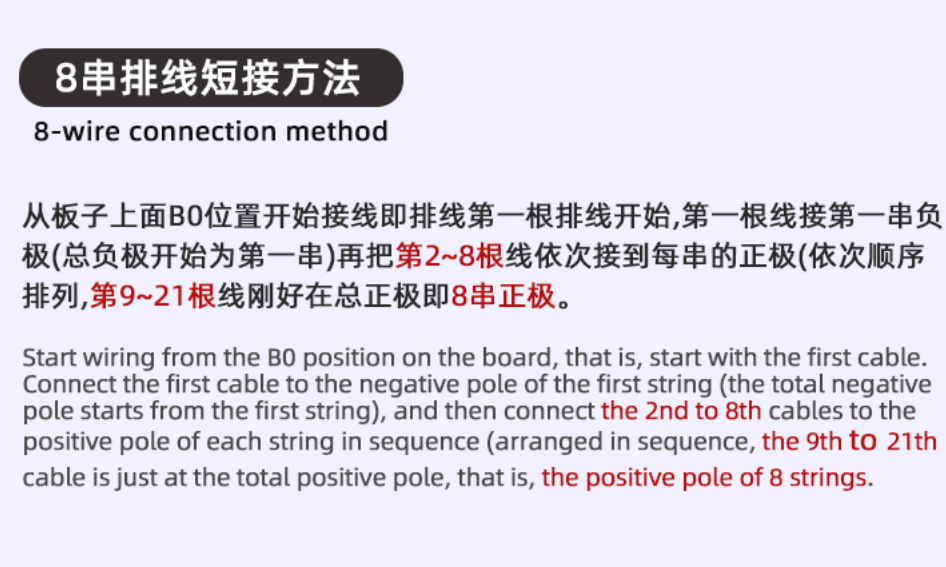 8串排线短接方法
8-wire connection method
从板子上面B0位置开始接线即排线第一根排线开始,第一根线接第一串负
极(总负极开始为第一串)再把第2~8根线依次接到每串的正极(依次顺序
排列,第9~21根线刚好在总正极即8串正极。
Start wiring from the B0 position on the board, that is, start with the first cable.
Connect the first cable to the negative pole of the first string (the total negative
pole starts from the first string), and then connect the 2nd to 8th cables to the
positive pole of each string in sequence (arranged in sequence, the 9th to 21th
cable is just at the total positive pole, that is, the positive pole of 8 strings.